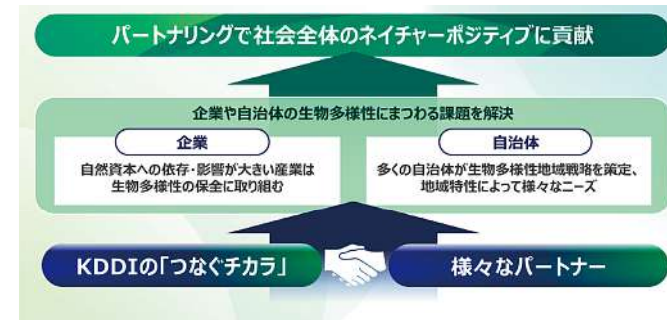 パートナリングで社会全体のネイチャーポジティブに貢献
企業や自治体の生物多様性にまつわる課題を解決
企業
自然資本への依存・影響が大きい産業は
生物多様性の保全に取り組む
自治体
多くの自治体が生物多様性地域戦略を策定、
地域特性によって様々なニーズ
KDDIの「つなぐチカラ」
様々なパートナー